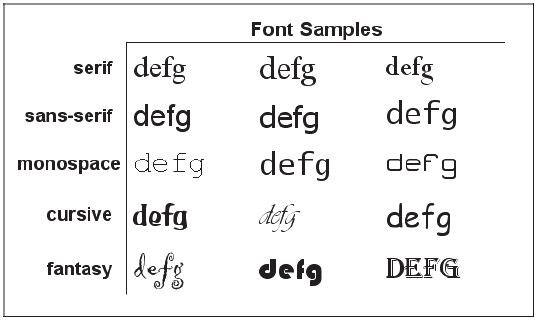 Font Samples
serif defg defg defg
sans-serif defg defg defg
monospace defg defg defg
cursive defg defg defg
fantasy defg defg DEFG